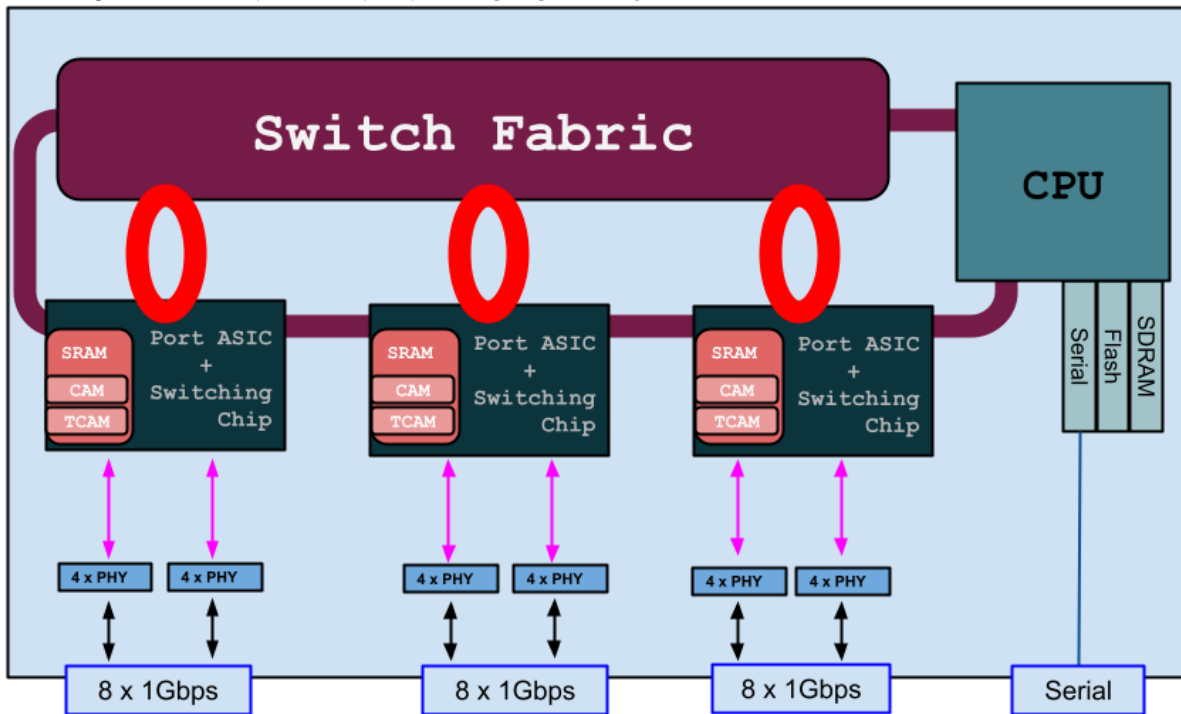 Switch Fabric
CPU
Serial
Flash
SDRAM
SRAM
CAM
TCAM
Port ASIC
+
Switching
Chip
SRAM
CAM
TCAM
Port ASIC
+
Switching
Chip
SRAM
CAM
TCAM
Port ASIC
+
Switching
Chip
4 x PHY
4 x PHY
4 x PHY
4 x PHY
4 x PHY
4 x PHY
8 x 1Gbps
8 x 1Gbps
8 x 1Gbps
Serial